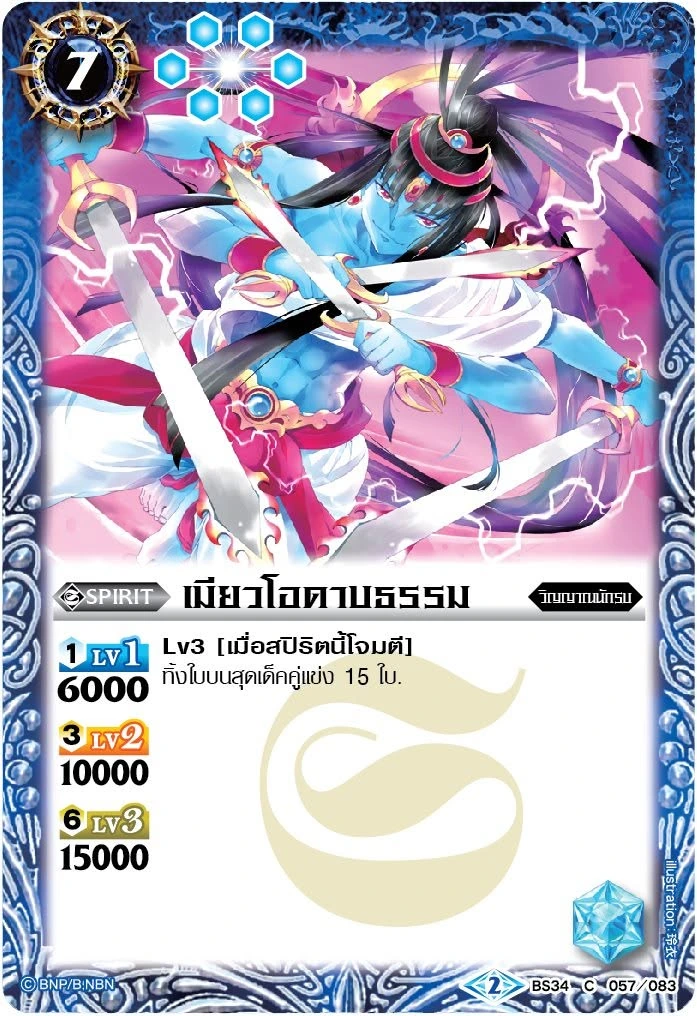 7
SPIRIT เมียวโอดาบธรรม วิญญาณนักรบ
1 LV1
6000
3 LV2
10000
6 LV3
15000
Lv3 [เมื่อสปิริตนี้โจมตี]
ทิ้งใบบนสุดเด็คคู่แข่ง 15 ใบ.
illustration: 玲衣
©BNP/B,NBN
2
BS34 C 057/083